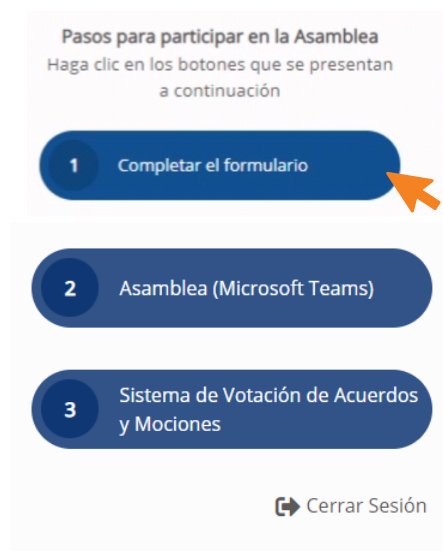 Pasos para participar en la Asamblea
Haga clic en los botones que se presentan
a continuación
1 Completar el formulario
2 Asamblea (Microsoft Teams)
3 Sistema de Votación de Acuerdos
y Mociones
Cerrar Sesión